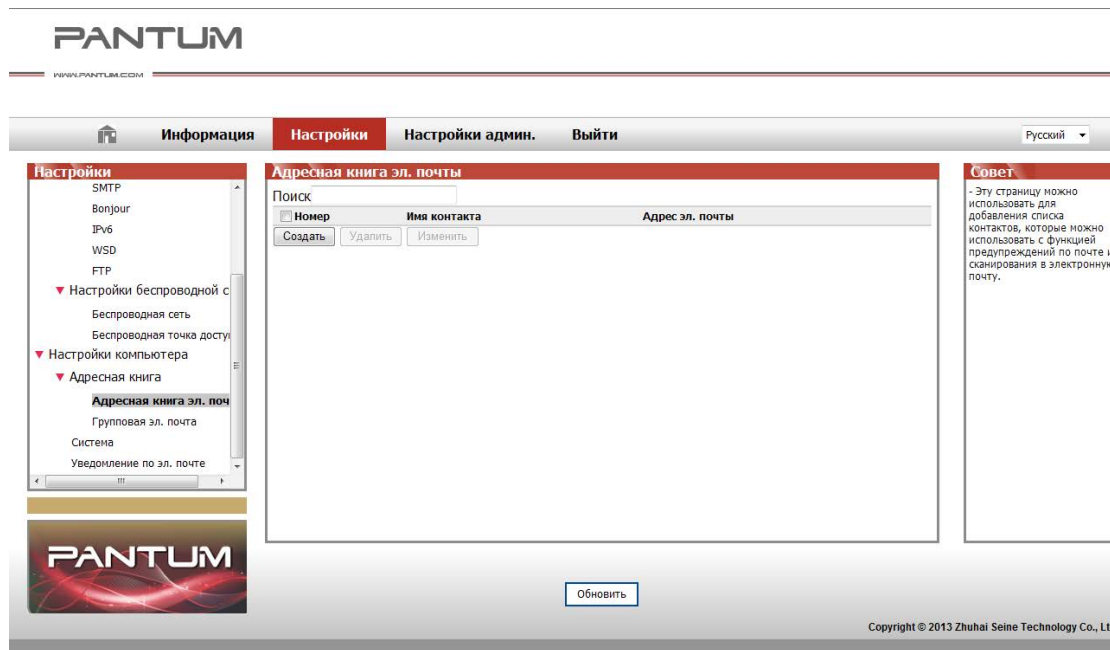 PANTUM
WWW.PANTUM.COM
Информация Настройки Настройки админ. Выйти Русский
Настройки
SMTP
Bonjour
IPv6
WSD
FTP
Настройки беспроводной с
Беспроводная сеть
Беспроводная точка досту
Настройки компьютера
Адресная книга
Адресная книга эл. поч
Групповая эл. почта
Система
Уведомление по эл. почте
PANTUM
Адресная книга эл. почты
Поиск
Номер Имя контакта Адрес эл. почты
Создать Удалить Изменить
Обновить
Совет
- Эту страницу можно
использовать для
добавления списка
контактов, которые можно
использовать с функцией
предупреждений по почте и
сканирования в электронную
почту.
Copyright © 2013 Zhuhai Seine Technology Co., Lt